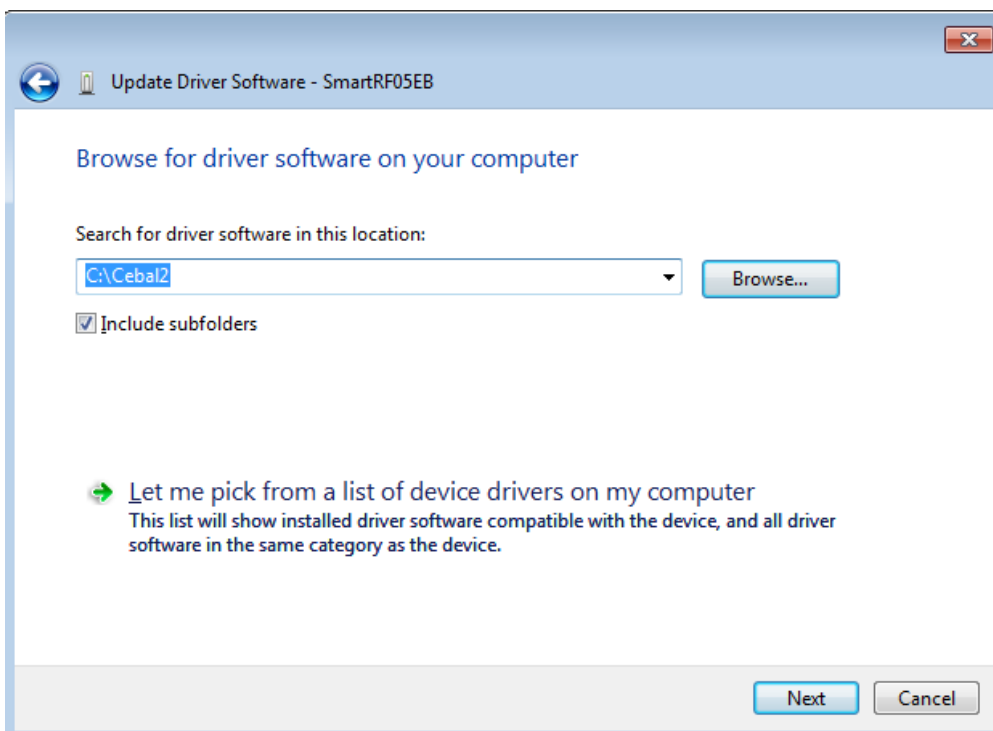 Update Driver Software - SmartRF05EB
Browse for driver software on your computer
Search for driver software in this location:
C:\Cebal2
Browse...
Include subfolders
Let me pick from a list of device drivers on my computer
This list will show installed driver software compatible with the device, and all driver
software in the same category as the device.
Next
Cancel